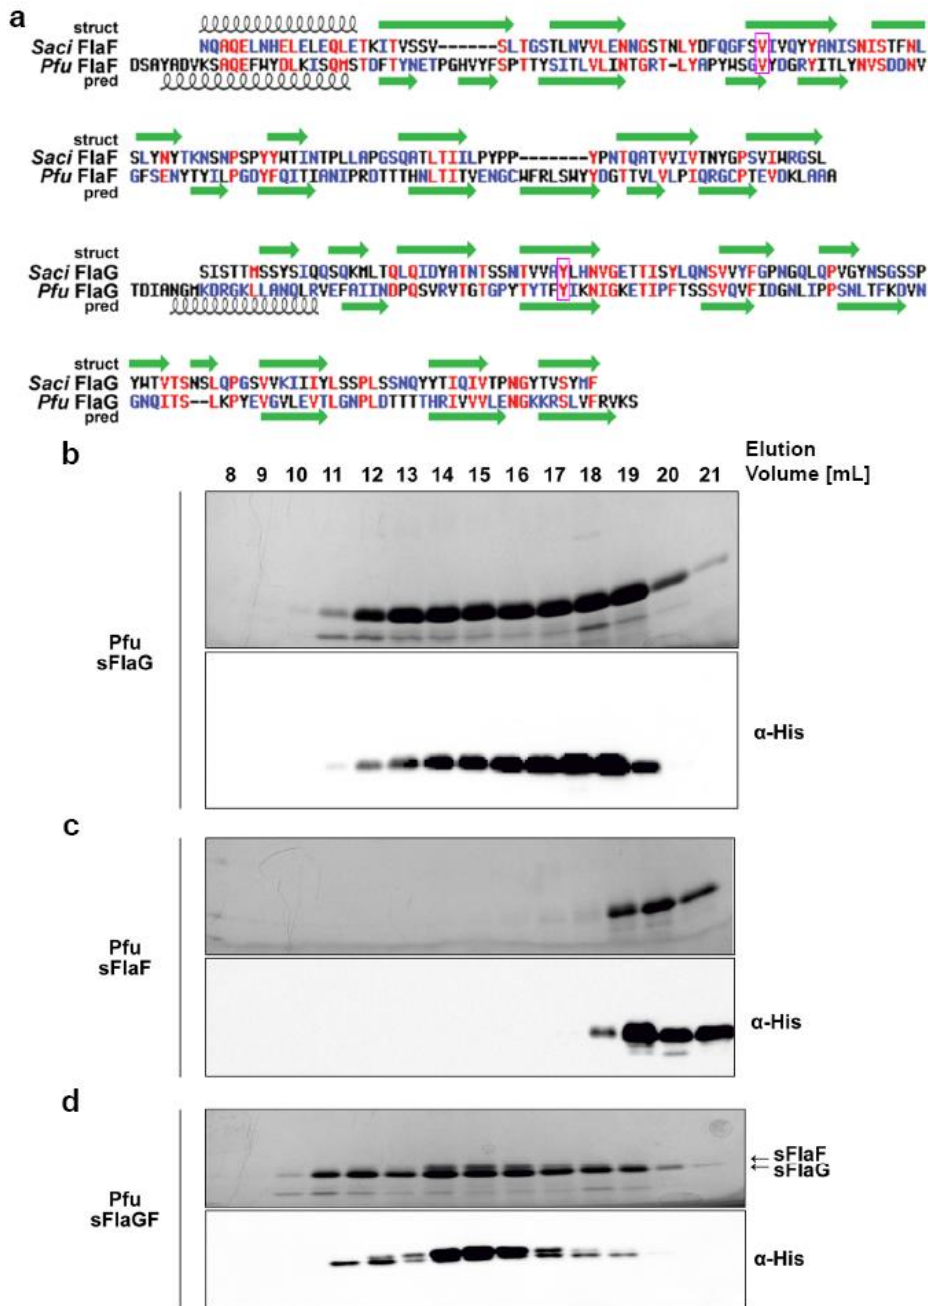 a
struct
Saci FlaF NQAQELNHELELEQLETKITVSSV------SLTGSTLNVVLENNGSTNLYDFQGFSVIVQYYANISNISTFNL
Pfu FlaF DSAYADVKSAQEFWYDLKISQMSTDFTYNETPGHVYFSPTTYSITLVLINTGRT-LYAPYWSGVYDGRYITLYNVSDDNV
pred
struct
Saci FlaF SLYNYTKNSNPSPYYWTINTPLLAPGSQATLTIILPYPP-------YPNTQATVVIVTNYGPSVIWRGSL
Pfu FlaF GFSENYTYILPGDYFQITIANIPRDTTTHNLTITVENGCWFRLSWYYDGTTVLVLPIQRGCPTEVDKLAAA
pred
struct
Saci FlaG SISTTMSSYSIQQSQKMLTQLQIDYATNTSSNTVVAYLHNVGETTISYLQNSVVYFGPNGQLQPVGYNSGSSP
Pfu FlaG TDIANGMKDRGKLLANQLRVEFAIINDPQSVRVTGTGPYTYTFYIKNIGKETIPFTSSSVQVFIDGNLIPPSNLTFKDVN
pred
struct
Saci FlaG YWTVTSNSLQPGSVVKIIIYLSSPLSSNQYYTIQIVTPNGYTVSYMF
Pfu FlaG GNQITS--LKPYEVGVLEVTLGNPLDTTTTHRIVVVLENGKKRSLVFRVKS
pred
b
8 9 10 11 12 13 14 15 16 17 18 19 20 21
Elution
Volume [mL]
Pfu
sFlaG
α-His
c
Pfu
sFlaF
α-His
d
Pfu
sFlaGF
← sFlaF
← sFlaG
α-His